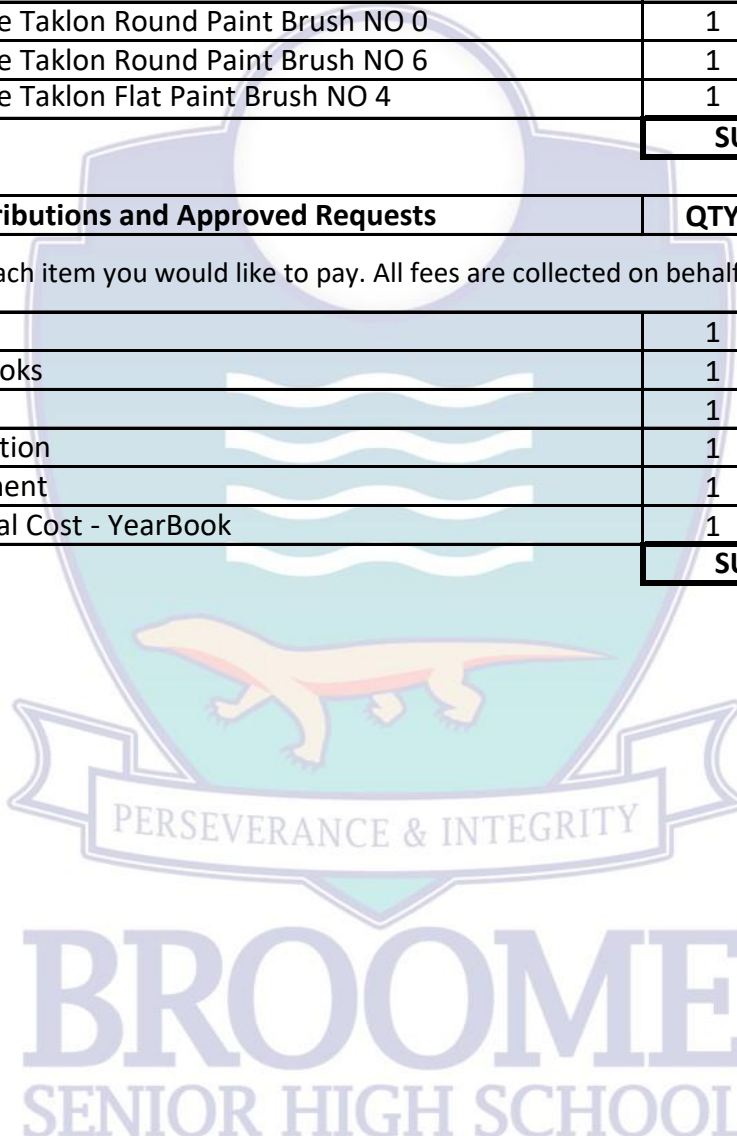 e Taklon Round Paint Brush NO 0 1
e Taklon Round Paint Brush NO 6 1
e Taklon Flat Paint Brush NO 4 1
SU
ributions and Approved Requests QTY
ach item you would like to pay. All fees are collected on behalf
1
oks 1
1
tion 1
nent 1
al Cost - YearBook 1
SU
PERSEVERANCE & INTEGRITY
BROOME
SENIOR HIGH SCHOOL